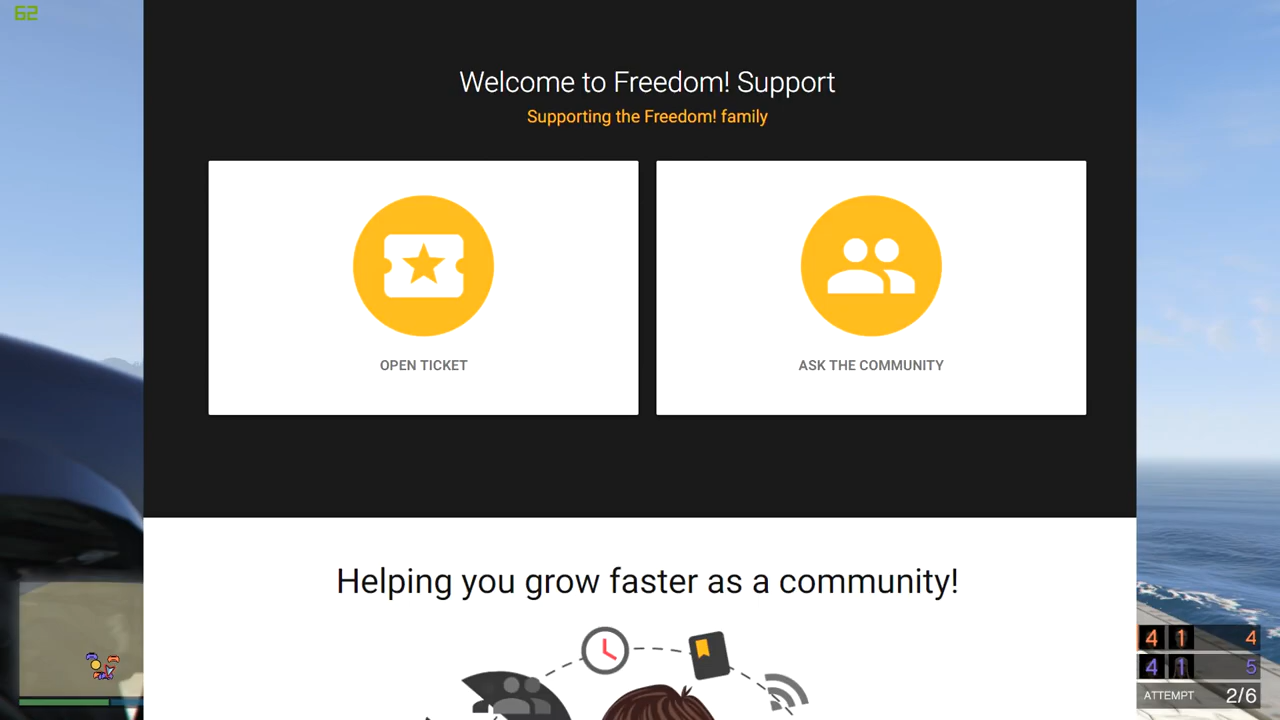 62
Welcome to Freedom! Support
Supporting the Freedom! family
OPEN TICKET
ASK THE COMMUNITY
Helping you grow faster as a community!
4 1 4
4 1 5
ATTEMPT 2/6